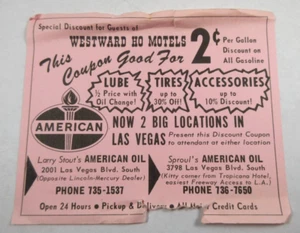 Special Discount for Guests of
WESTWARD HO MOTELS
This Coupon Good For
2¢
Per Gallon
Discount on
All Gasoline
LUBE
½ Price with
Oil Change!
TIRES
up to
30% Off!
ACCESSORIES
up to
10% Discount!
AMERICAN
NOW 2 BIG LOCATIONS IN
LAS VEGAS
Present this Discount Coupon
to attendant at either location
Larry Stout's AMERICAN OIL
2001 Las Vegas Blvd. South
(Opposite Lincoln-Mercury Dealer)
PHONE 735-1537
Sproul's AMERICAN OIL
3798 Las Vegas Blvd. South
(Kitty corner from Tropicana Hotel,
easiest Freeway Access to L.A.)
PHONE 736-7650
Open 24 Hours • Pickup & Delivery • All Major Credit Cards